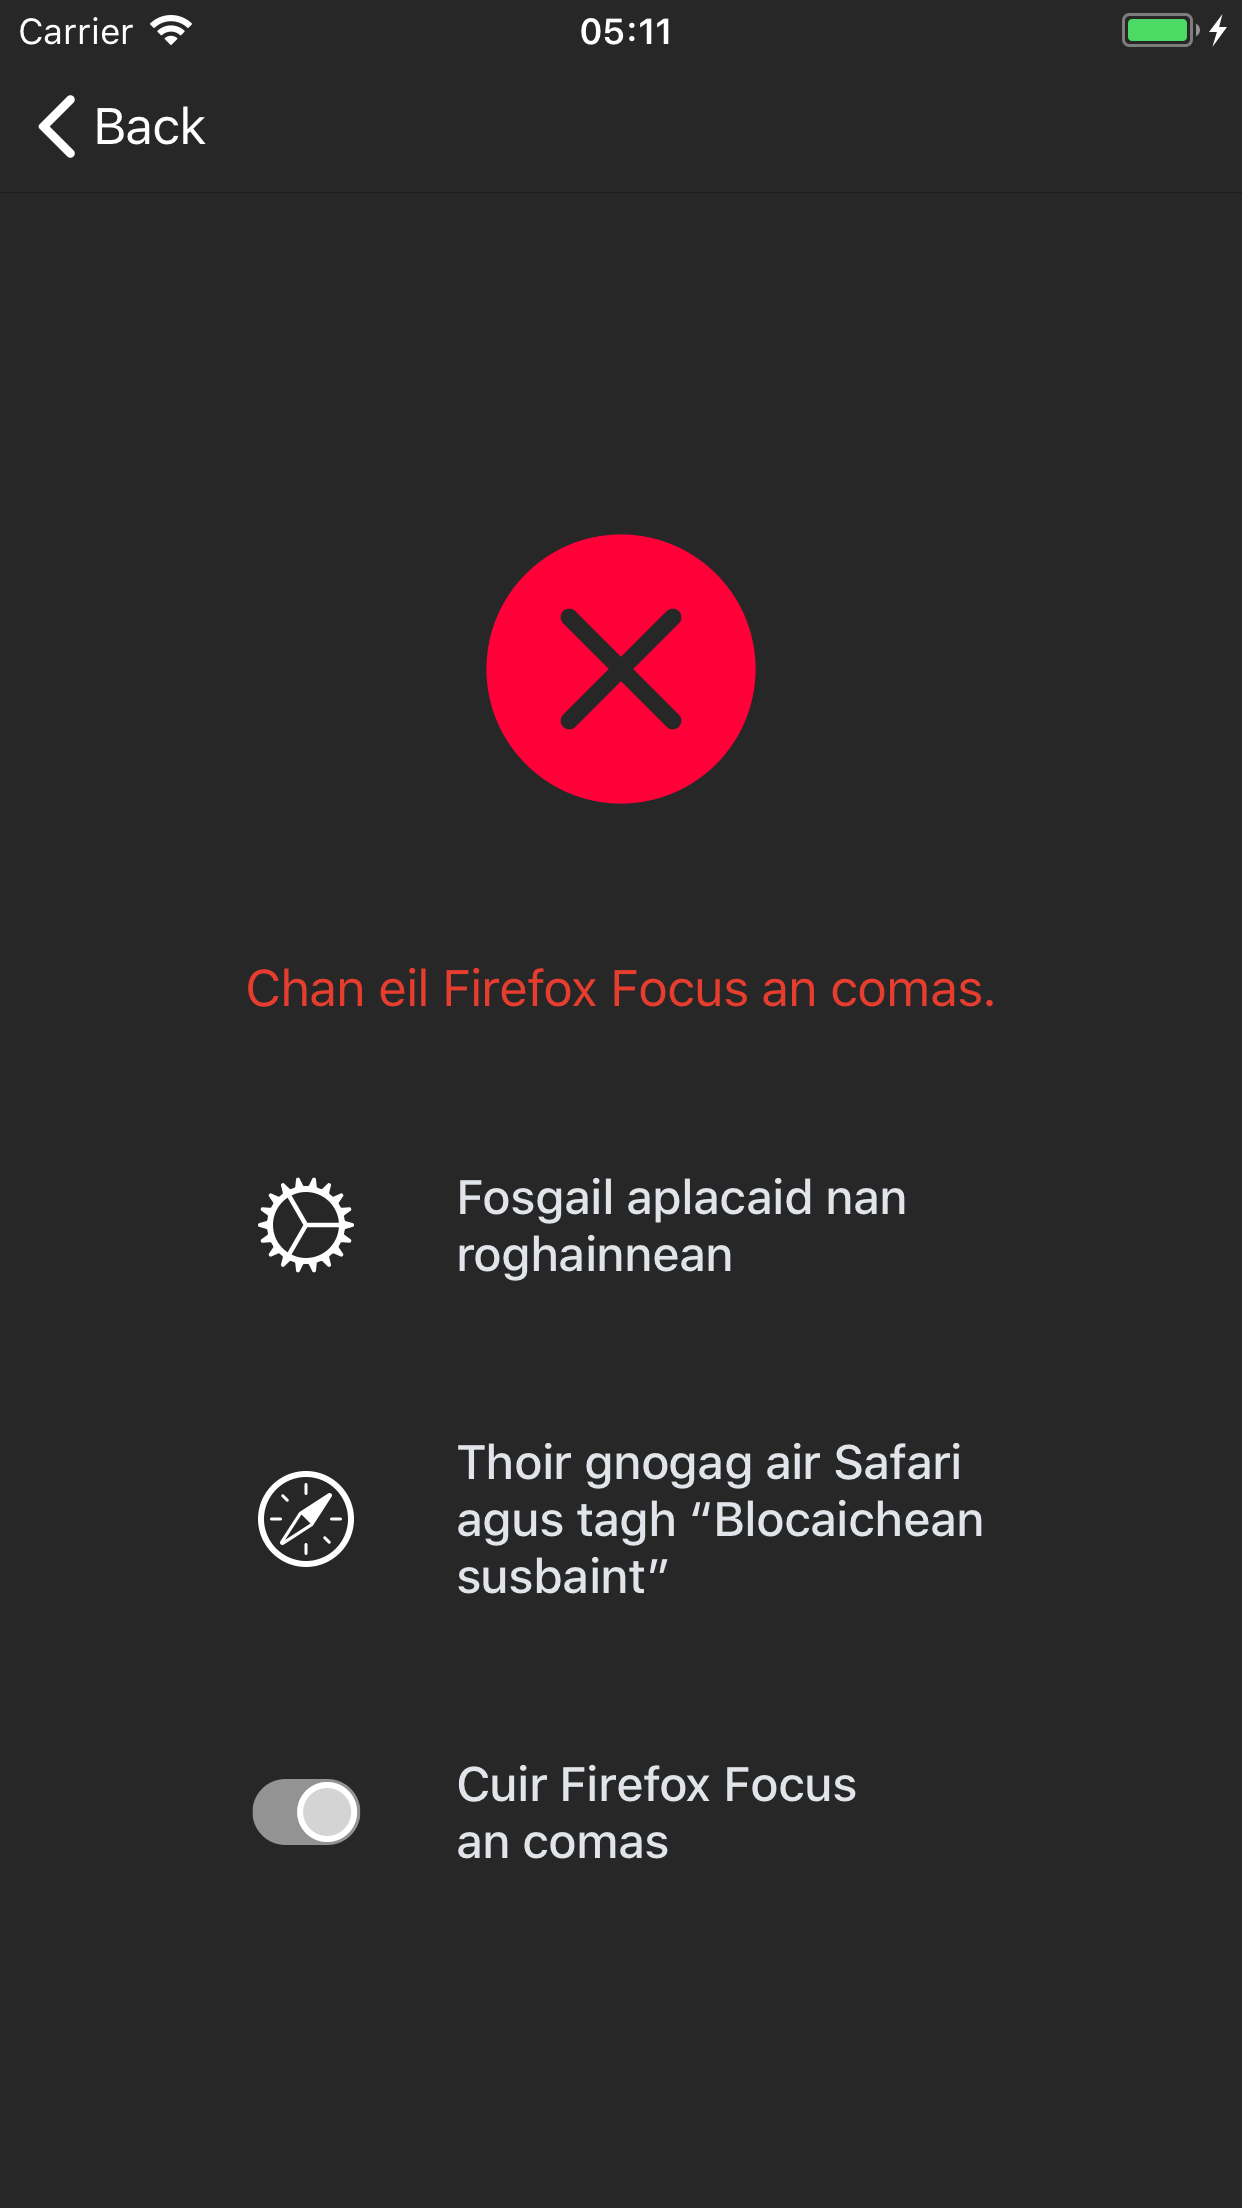 Carrier
05:11
Back
Chan eil Firefox Focus an comas.
Fosgail aplacaid nan
roghainnean
Thoir gnogag air Safari
agus tagh “Blocaichean
susbaint”
Cuir Firefox Focus
an comas